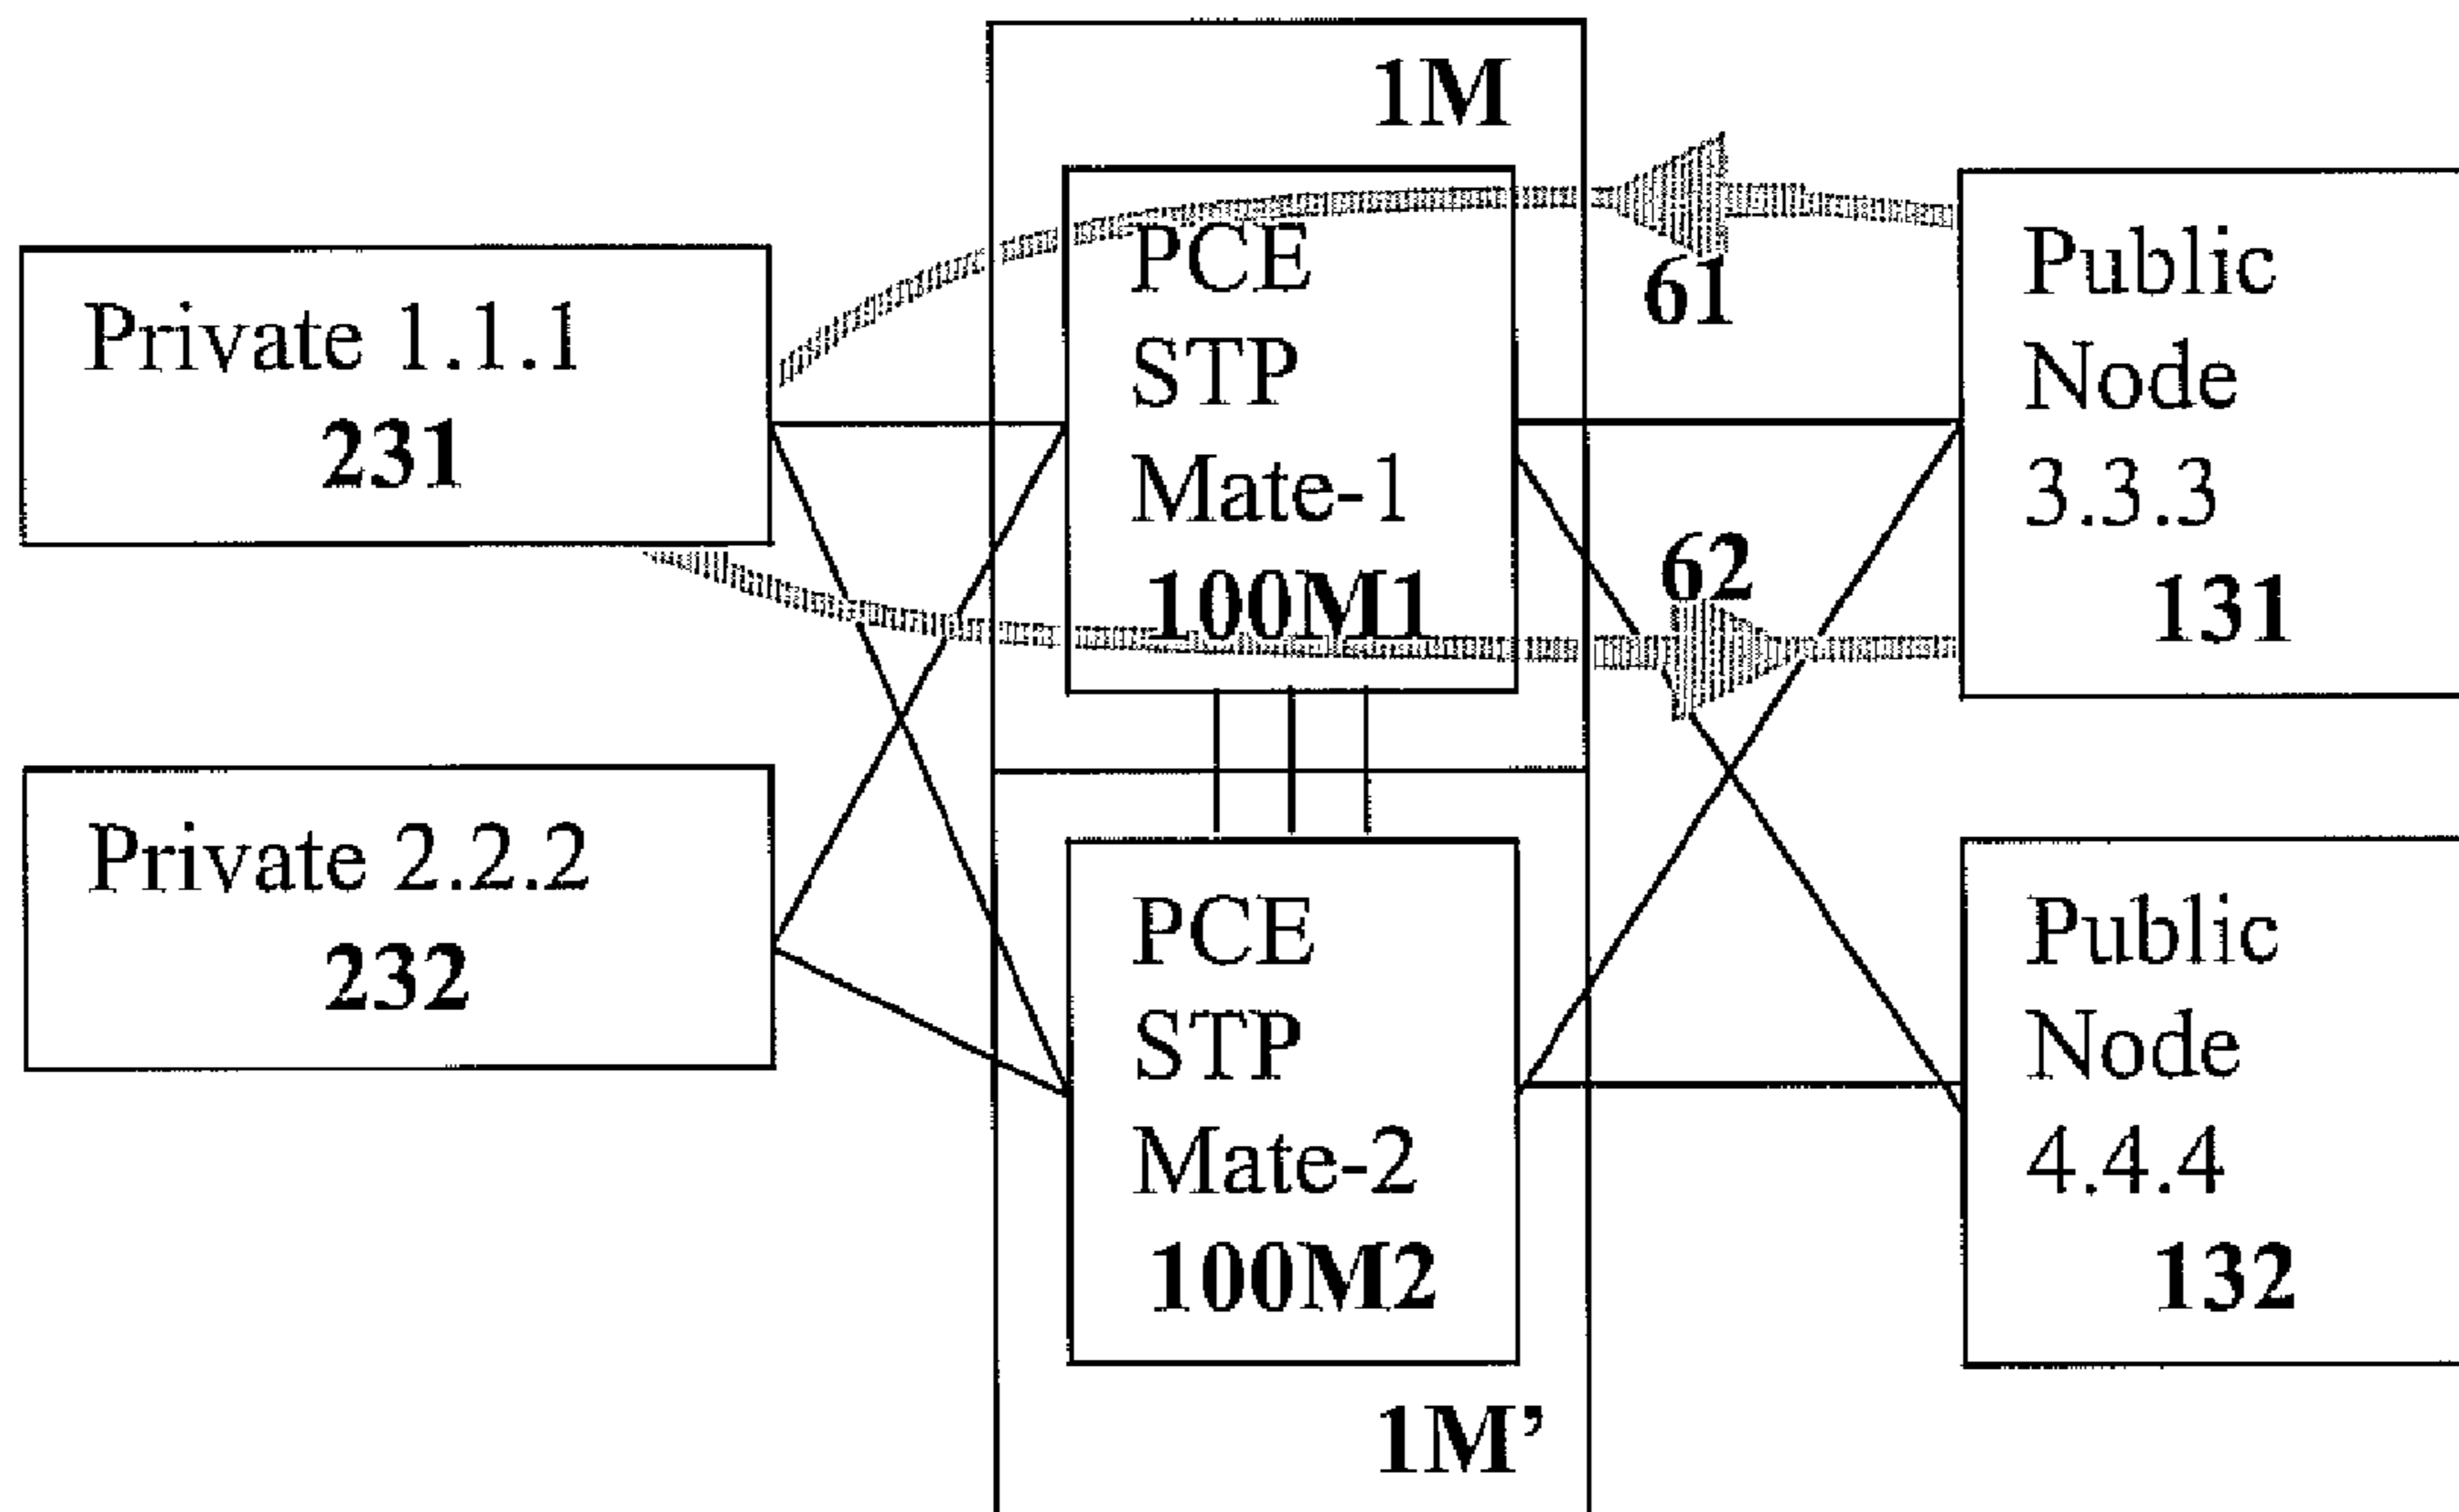 1M
PCE
STP
Mate-1
100M1
61
Public
Node
3.3.3
131
Private 1.1.1
231
62
Private 2.2.2
232
PCE
STP
Mate-2
100M2
Public
Node
4.4.4
132
1M’